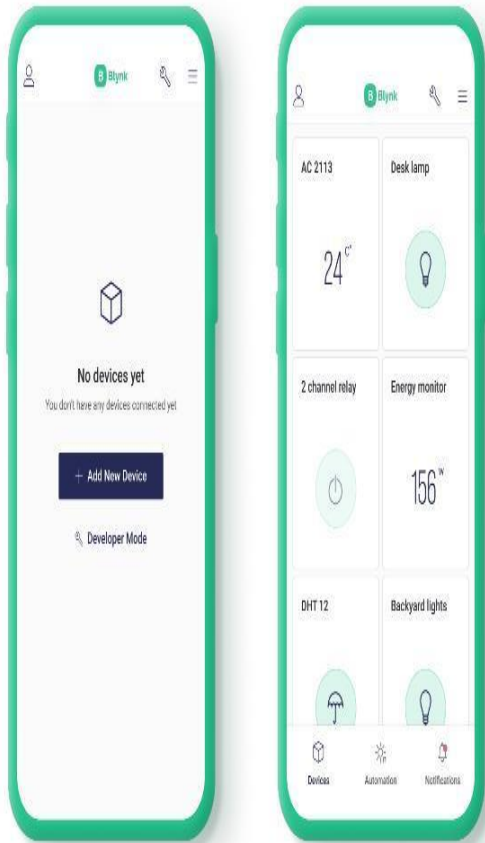 B Blynk
No devices yet
You don't have any devices connected yet
+ Add New Device
Developer Mode
B Blynk
AC 2113
Desk lamp
24 C°
2 channel relay
Energy monitor
156 W
DHT 12
Backyard lights
Devices
Automation
Notifications